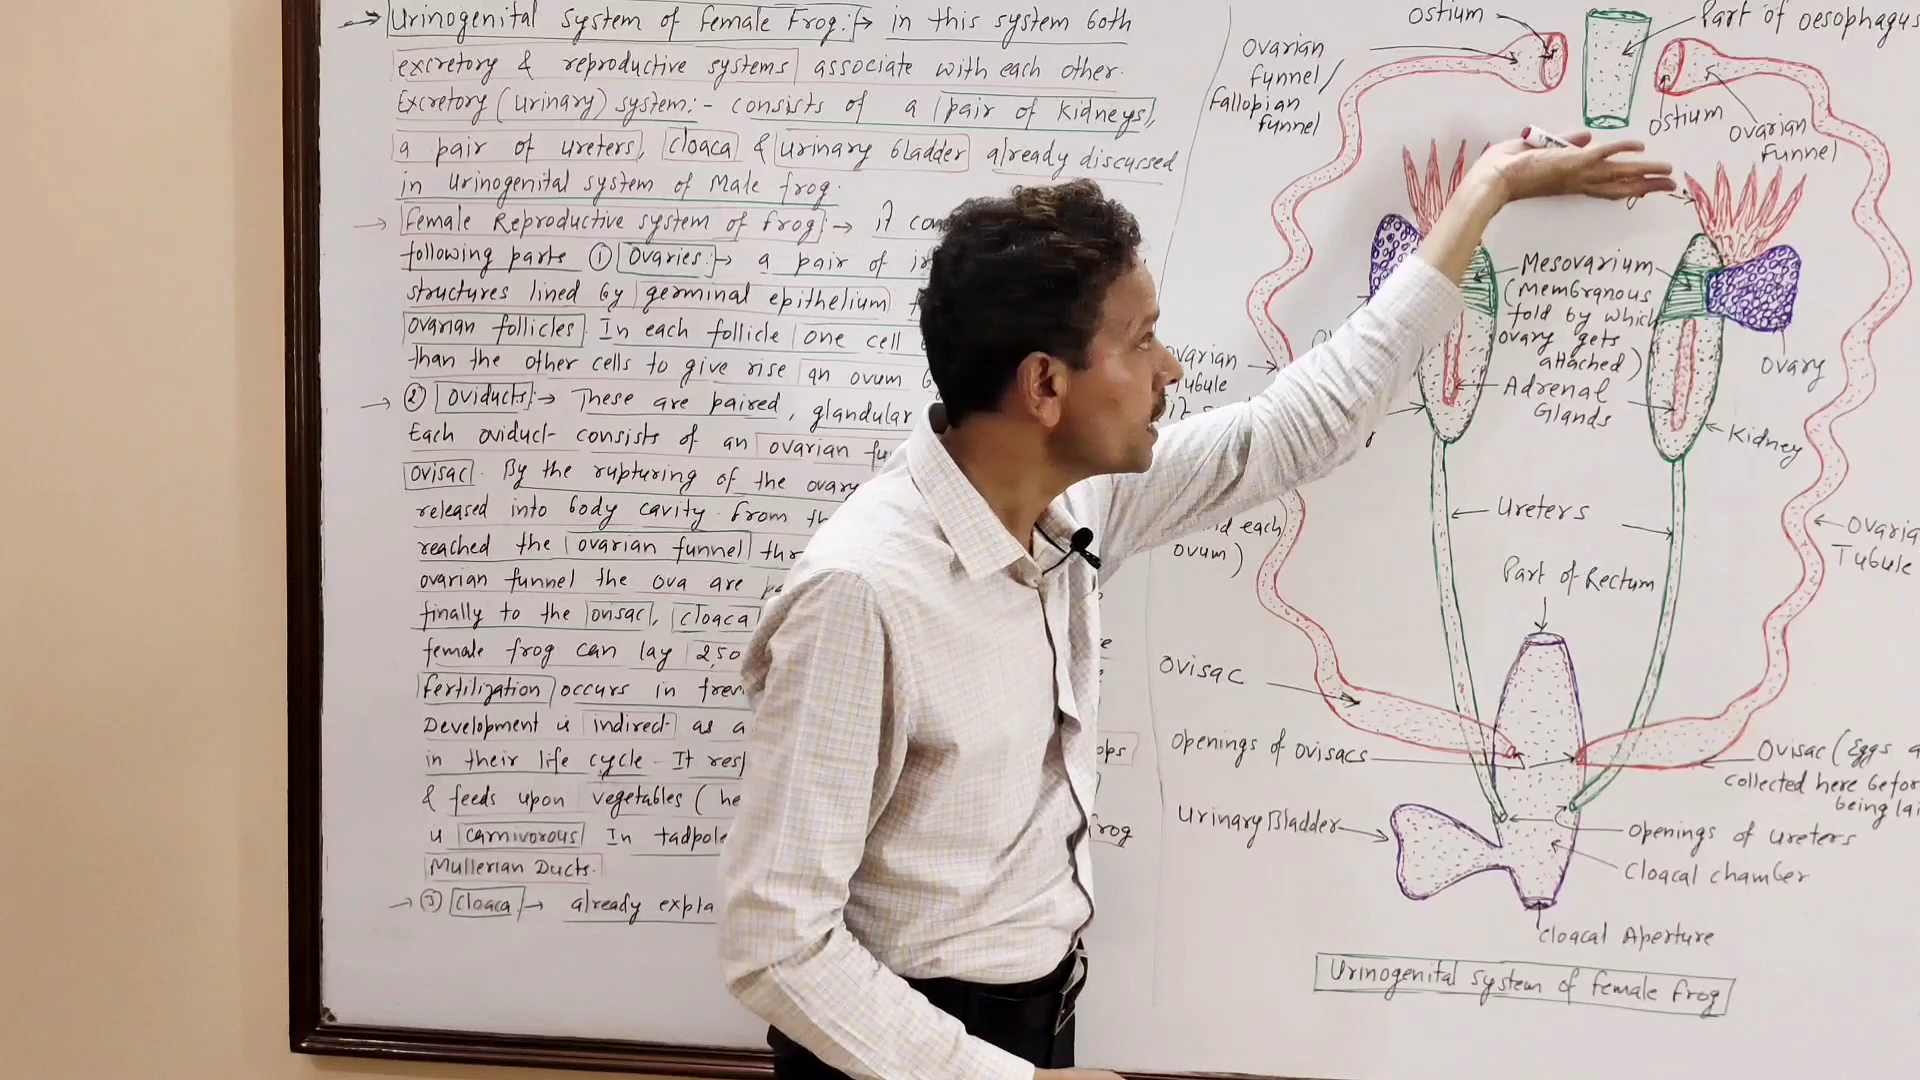 → Urinogenital system of Female Frog:→ in this system both
excretory & reproductive systems associate with each other.
Excretory (urinary) system:- consists of a pair of kidneys,
a pair of ureters, cloaca & urinary bladder already discussed
in urinogenital system of Male frog.
→ Female Reproductive system of frog:→ it
following parts ① Ovaries:→ a pair of
structures lined by germinal epithelium
ovarian follicles. In each follicle one cell
than the other cells to give rise an ovum
→ ② Oviducts:→ These are paired, glandular
Each oviduct consists of an ovarian
ovisac. By the rupturing of the ovary
released into body cavity. From
reached the ovarian funnel
ovarian funnel the ova are
finally to the ovisac, cloaca
female frog can lay
Fertilization occurs in
Development is indirect as a
in their life cycle. It
& feeds upon vegetables (
is carnivorous. In
Mullerian Ducts.
→ ③ Cloaca:→ already
frog
Ostium
Part of oesophagus
Ovarian
funnel/
Fallopian
funnel
Ostium
Ovarian
funnel
Mesovarium
(Membranous
fold by which
ovary gets
attached)
Ovary
Adrenal
Glands
Kidney
Tubule
each
ovum)
Ureters
Tubule
Part of Rectum
Ovisac
Openings of ovisacs
Ovisac (Eggs
collected here
being
Urinary Bladder
Openings of ureters
Cloacal chamber
Cloacal Aperture
Urinogenital system of female frog